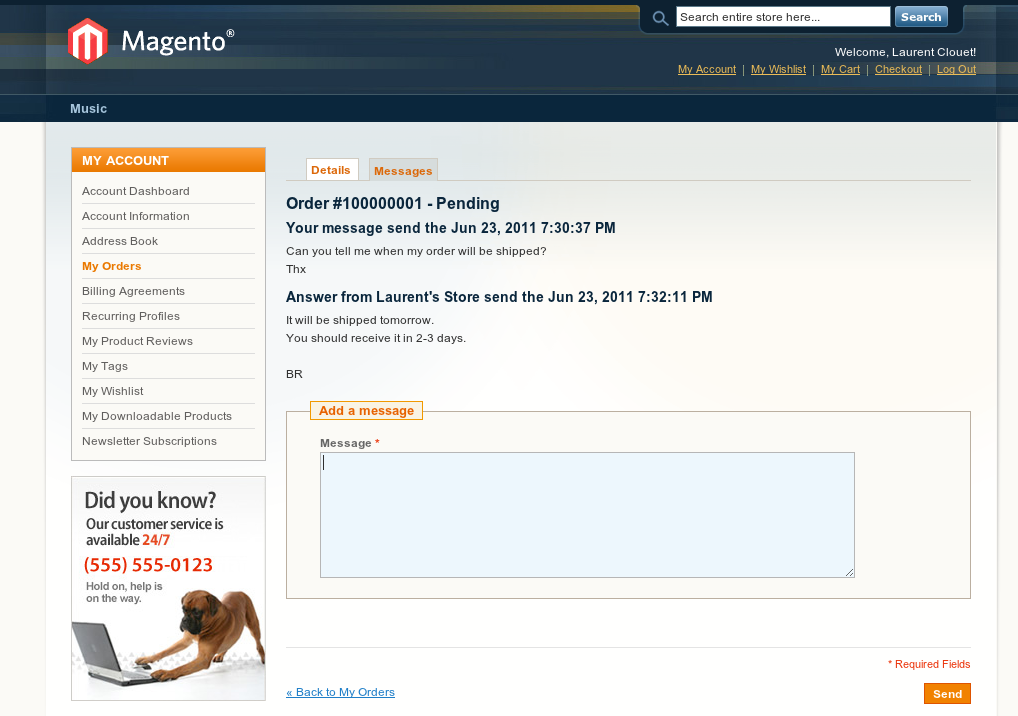 Search entire store here...
Search
Magento®
Welcome, Laurent Clouet!
My Account | My Wishlist | My Cart | Checkout | Log Out
Music
MY ACCOUNT
Account Dashboard
Account Information
Address Book
My Orders
Billing Agreements
Recurring Profiles
My Product Reviews
My Tags
My Wishlist
My Downloadable Products
Newsletter Subscriptions
Did you know?
Our customer service is
available 24/7
(555) 555-0123
Hold on, help is
on the way.
Details
Messages
Order #100000001 - Pending
Your message send the Jun 23, 2011 7:30:37 PM
Can you tell me when my order will be shipped?
Thx
Answer from Laurent's Store send the Jun 23, 2011 7:32:11 PM
It will be shipped tomorrow.
You should receive it in 2-3 days.
BR
Add a message
Message *
* Required Fields
« Back to My Orders
Send